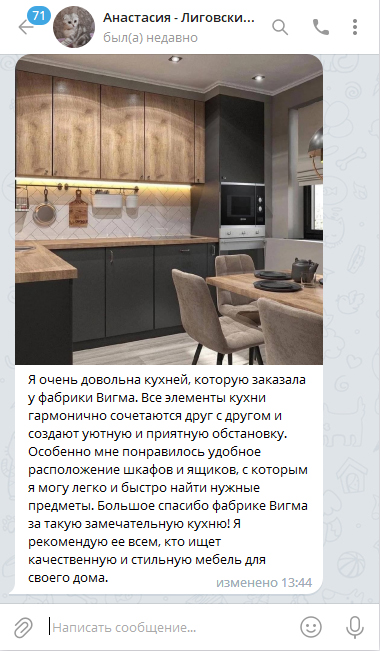 71
Анастасия - Лиговски...
был(а) недавно
Я очень довольна кухней, которую заказала
у фабрики Вигма. Все элементы кухни
гармонично сочетаются друг с другом и
создают уютную и приятную обстановку.
Особенно мне понравилось удобное
расположение шкафов и ящиков, с которым
я могу легко и быстро найти нужные
предметы. Большое спасибо фабрике Вигма
за такую замечательную кухню! Я
рекомендую ее всем, кто ищет
качественную и стильную мебель для
своего дома.
изменено 13:44
Написать сообщение...